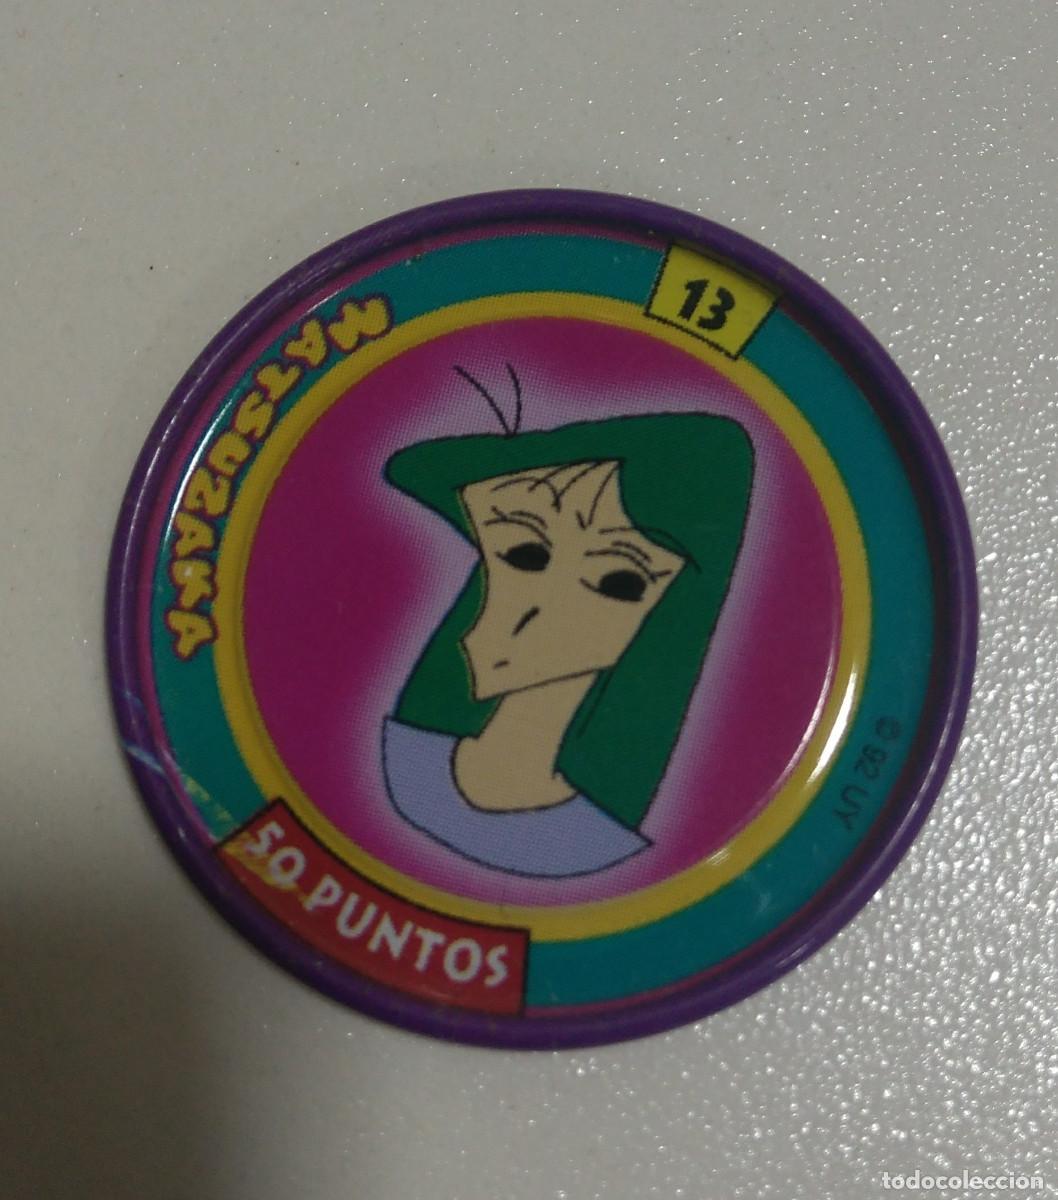 13
MATSUZAKA
© 92 UY
50 PUNTOS
todocoleccion